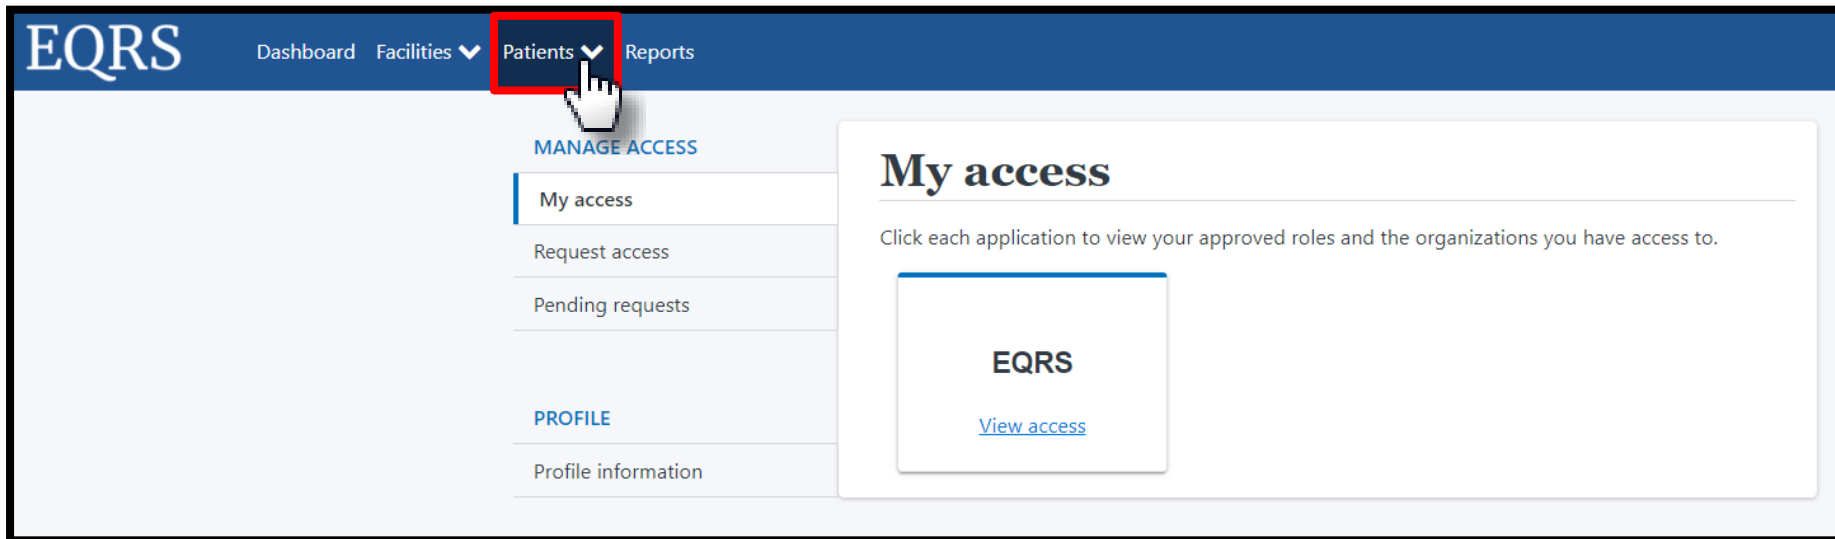 EQRS Dashboard Facilities Patients Reports
MANAGE ACCESS
My access
Request access
Pending requests
PROFILE
Profile information
My access
Click each application to view your approved roles and the organizations you have access to.
EQRS
View access